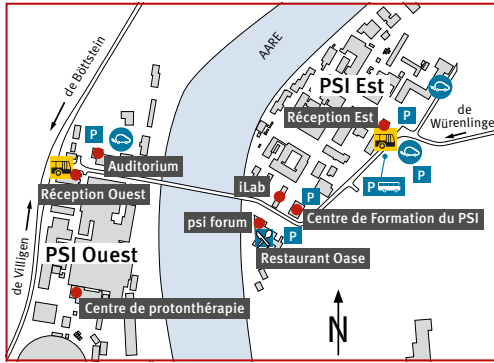 de Böttstein
AARE
PSI Est
Réception Est
P
de
Würenlinge
P
Auditorium
P
P
Réception Ouest
iLab
P
Centre de Formation du PSI
psi forum
P
PSI Ouest
Restaurant Oase
de Villigen
Centre de protonthérapie
N